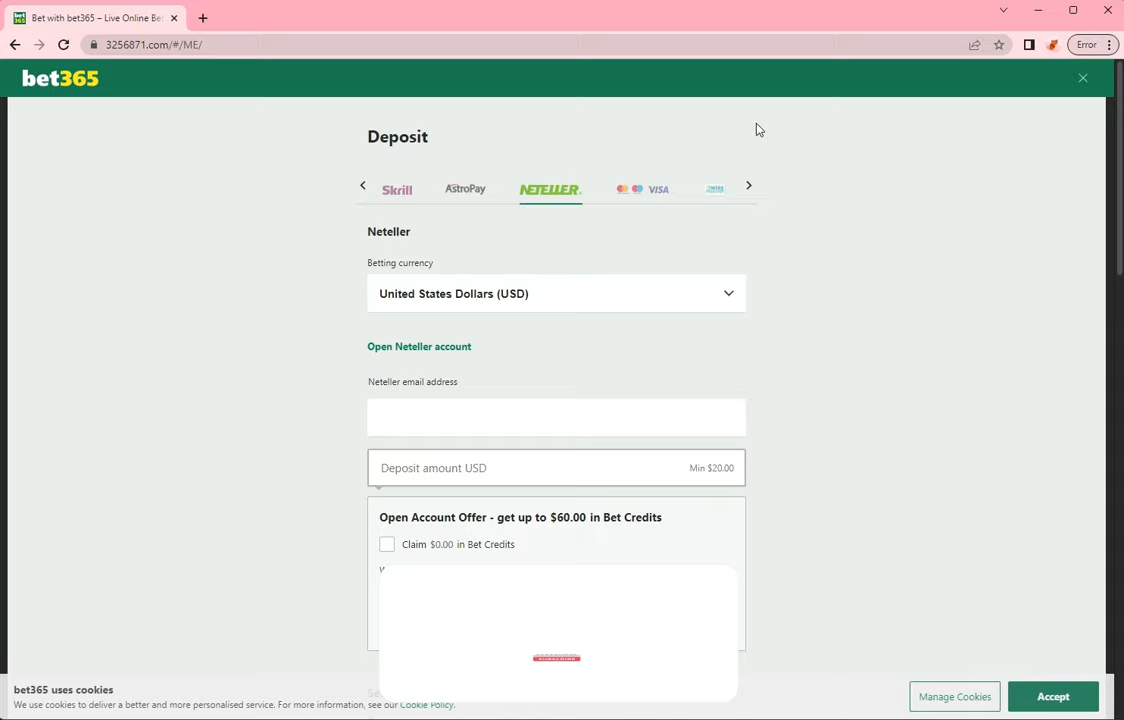 Bet with bet365 – Live Online Be
3256871.com/#/ME/
Error
bet365
Deposit
Skrill AstroPay NETELLER VISA
Neteller
Betting currency
United States Dollars (USD)
Open Neteller account
Neteller email address
Deposit amount USD Min $20.00
Open Account Offer - get up to $60.00 in Bet Credits
Claim $0.00 in Bet Credits
bet365 uses cookies
We use cookies to deliver a better and more personalised service. For more information, see our Cookie Policy.
Manage Cookies Accept